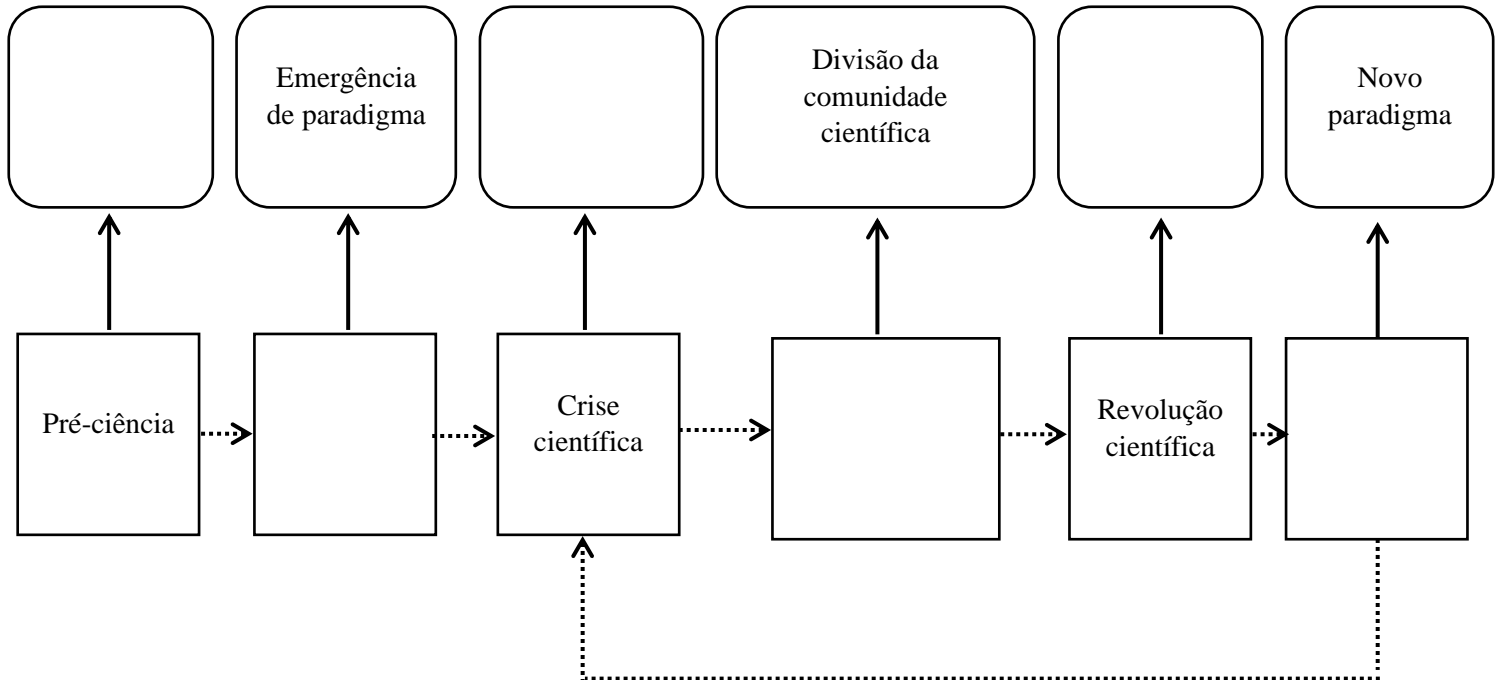 Emergência
de paradigma
Divisão da
comunidade
científica
Novo
paradigma
Pré-ciência
Crise
científica
Revolução
científica